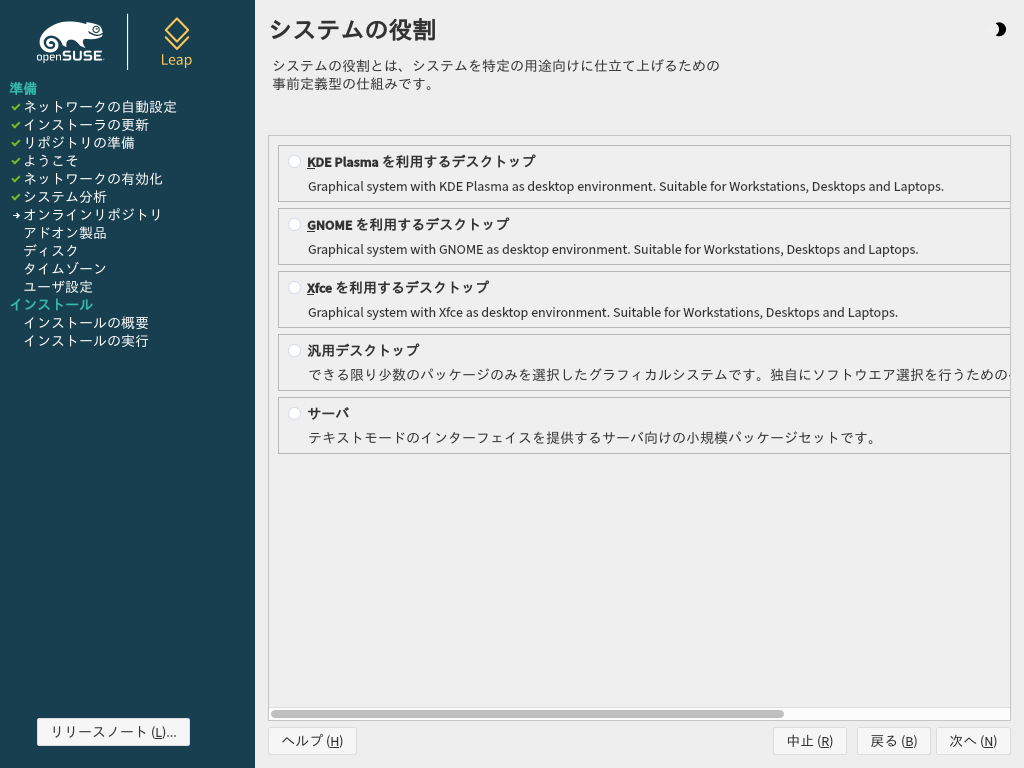 openSUSE
Leap
準備
ネットワークの自動設定
インストーラの更新
リポジトリの準備
ようこそ
ネットワークの有効化
システム分析
オンラインリポジトリ
アドオン製品
ディスク
タイムゾーン
ユーザ設定
インストール
インストールの概要
インストールの実行
リリースノート (L)...
システムの役割
システムの役割とは、システムを特定の用途向けに仕立て上げるための
事前定義型の仕組みです。
KDE Plasma を利用するデスクトップ
Graphical system with KDE Plasma as desktop environment. Suitable for Workstations, Desktops and Laptops.
GNOME を利用するデスクトップ
Graphical system with GNOME as desktop environment. Suitable for Workstations, Desktops and Laptops.
Xfce を利用するデスクトップ
Graphical system with Xfce as desktop environment. Suitable for Workstations, Desktops and Laptops.
汎用デスクトップ
できる限り少数のパッケージのみを選択したグラフィカルシステムです。独自にソフトウエア選択を行うための
サーバ
テキストモードのインターフェイスを提供するサーバ向けの小規模パッケージセットです。
ヘルプ (H)
中止 (R)
戻る (B)
次へ (N)